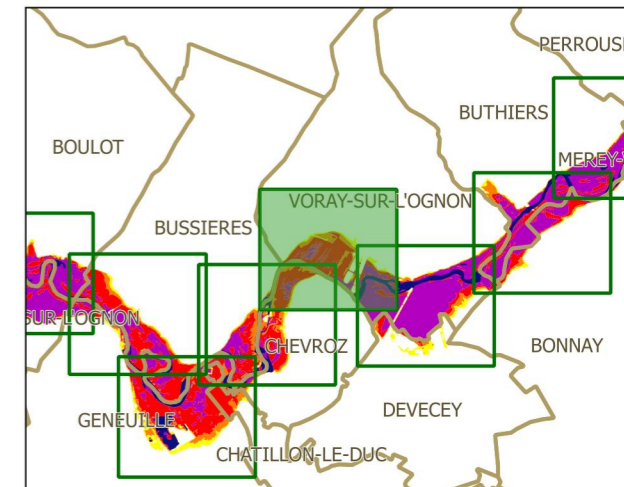 PERROUSE
BUTHIERS
BOULOT
MEREY-V
VORAY-SUR-L'OGNON
BUSSIERES
SUR-L'OGNON
CHEVROZ
BONNAY
DEVECEY
GENEUILLE
CHATILLON-LE-DUC